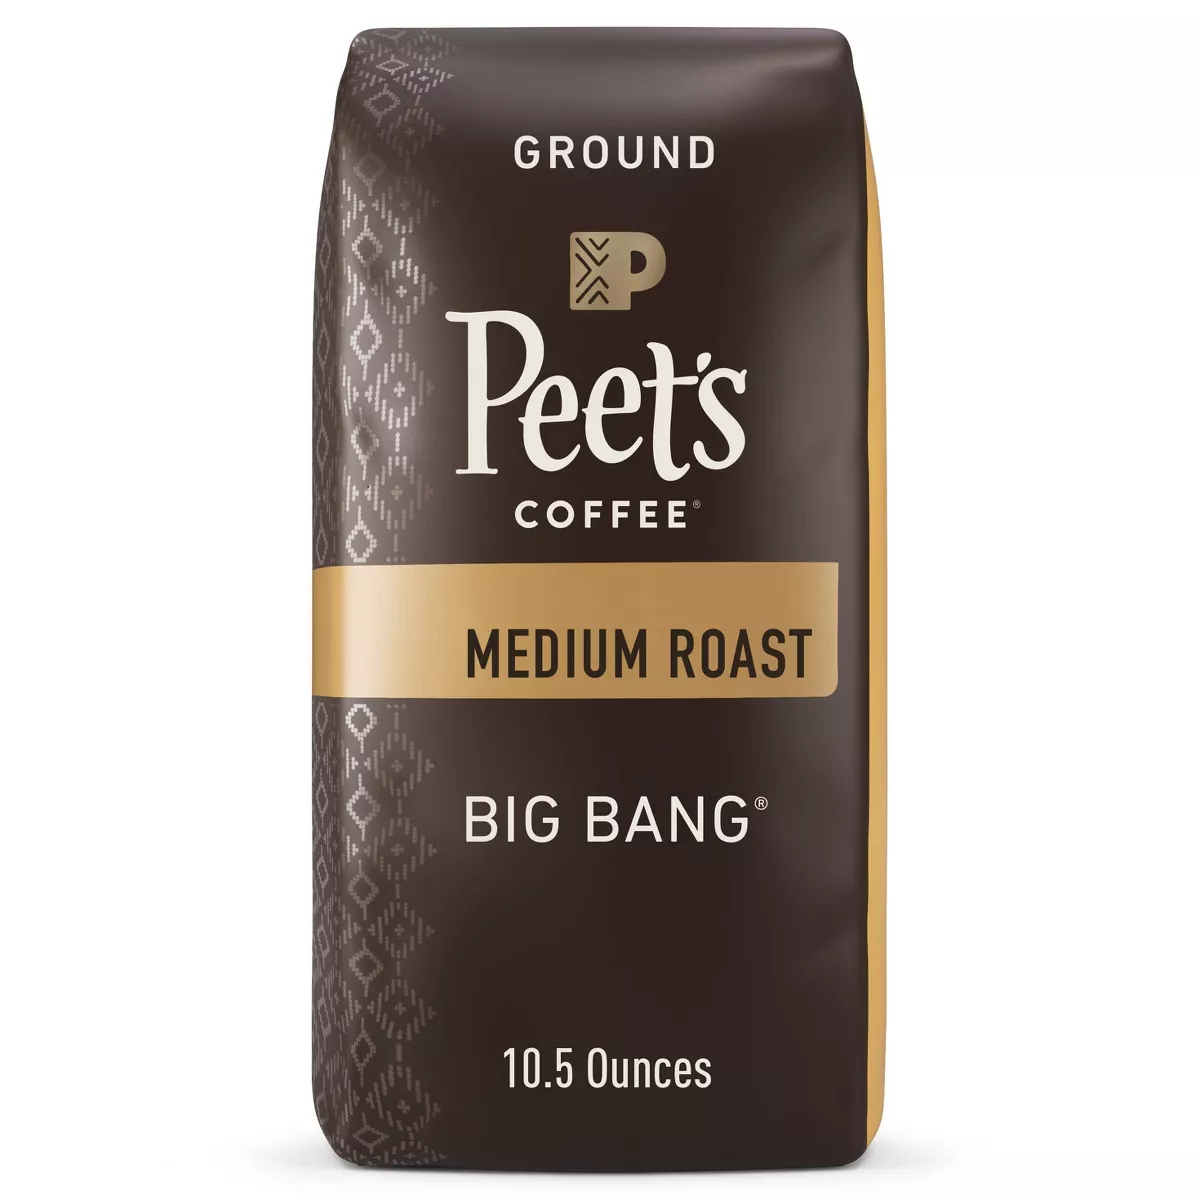 GROUND
P
Peet's
COFFEE®
MEDIUM ROAST
BIG BANG®
10.5 Ounces